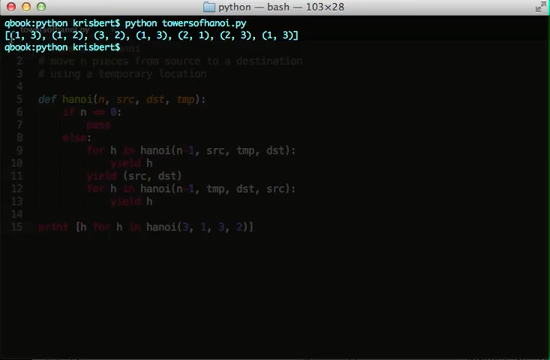 python — bash — 103×28
qbook:python krisbert$ python towersofhanoi.py
[(1, 3), (1, 2), (3, 2), (1, 3), (2, 1), (2, 3), (1, 3)]
qbook:python krisbert$
2 # move n pieces from source to a destination
3 # using a temporary location
4
5 def hanoi(n, src, dst, tmp):
6 if n == 0:
7 pass
8 else:
9 for h in hanoi(n-1, src, tmp, dst):
10 yield h
11 yield (src, dst)
12 for h in hanoi(n-1, tmp, dst, src):
13 yield h
14
15 print [h for h in hanoi(3, 1, 3, 2)]